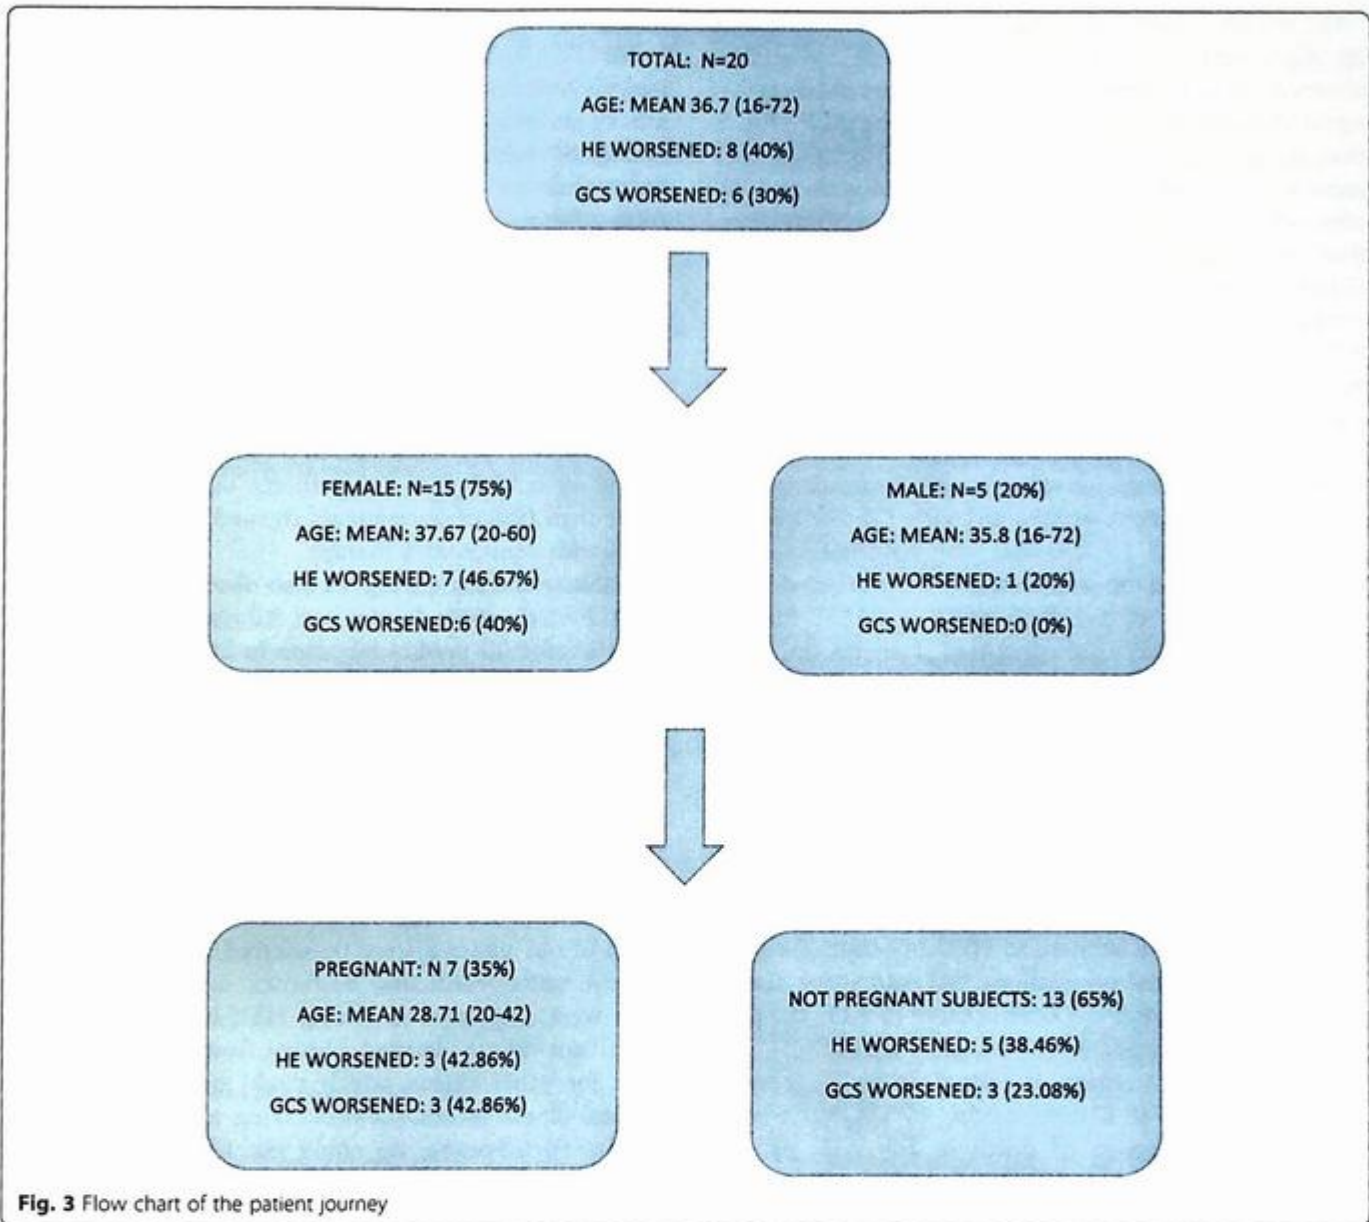 TOTAL: N=20
AGE: MEAN 36.7 (16-72)
HE WORSENED: 8 (40%)
GCS WORSENED: 6 (30%)
FEMALE: N=15 (75%)
AGE: MEAN: 37.67 (20-60)
HE WORSENED: 7 (46.67%)
GCS WORSENED:6 (40%)
MALE: N=5 (20%)
AGE: MEAN: 35.8 (16-72)
HE WORSENED: 1 (20%)
GCS WORSENED:0 (0%)
PREGNANT: N 7 (35%)
AGE: MEAN 28.71 (20-42)
HE WORSENED: 3 (42.86%)
GCS WORSENED: 3 (42.86%)
NOT PREGNANT SUBJECTS: 13 (65%)
HE WORSENED: 5 (38.46%)
GCS WORSENED: 3 (23.08%)
Fig. 3 Flow chart of the patient journey